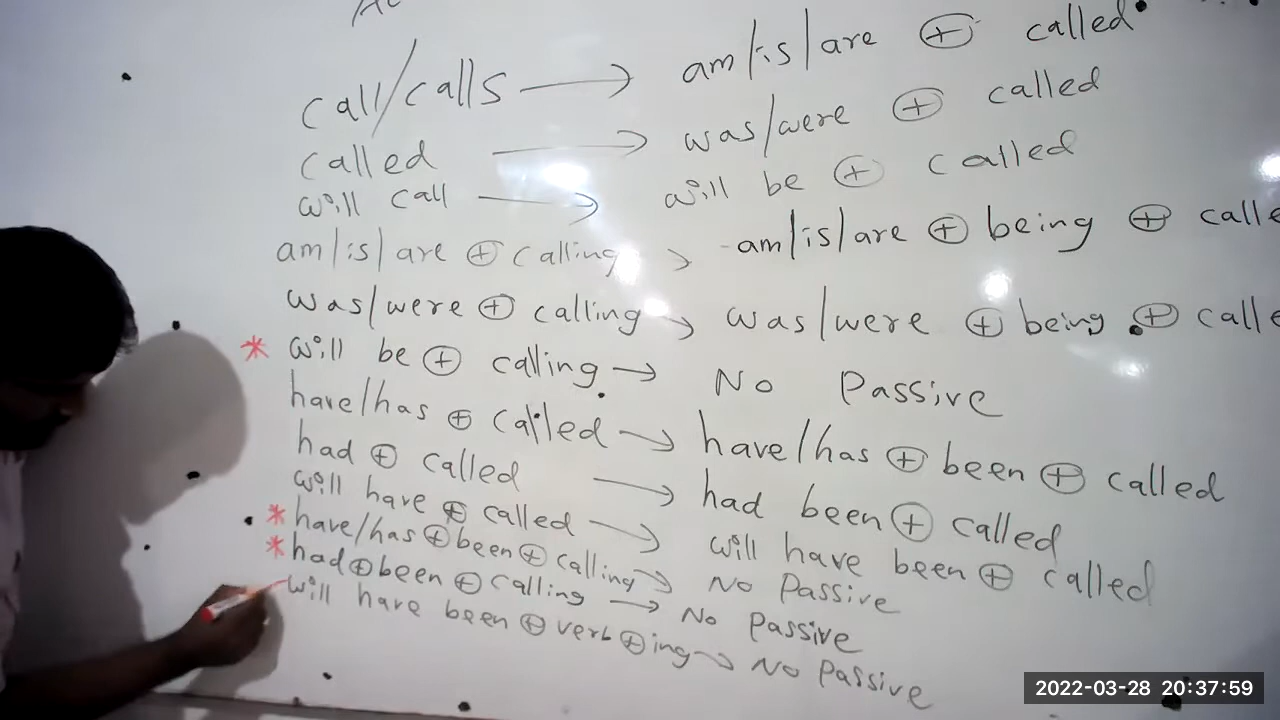 call/calls → am/is/are ⊕ called
called → was/were ⊕ called
will call → will be ⊕ called
am/is/are ⊕ calling → am/is/are ⊕ being ⊕ calle
was/were ⊕ calling → was/were ⊕ being ⊕ calle
* will be ⊕ calling → No Passive
have/has ⊕ called → have/has ⊕ been ⊕ called
had ⊕ called → had been ⊕ called
will have ⊕ called → will have been ⊕ called
* have/has ⊕ been ⊕ calling → No Passive
* had ⊕ been ⊕ calling → No Passive
will have been ⊕ verb ⊕ ing → No Passive
2022-03-28 20:37:59